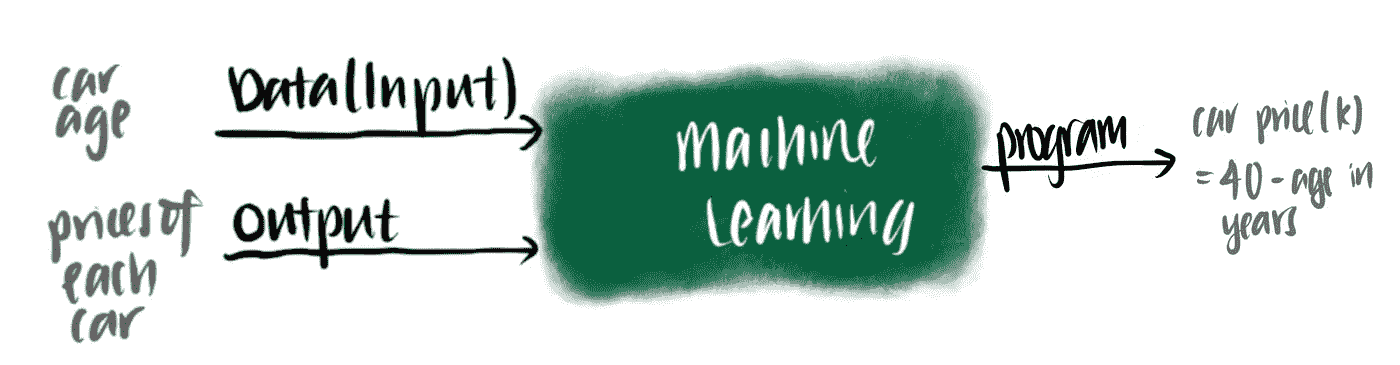 car
age
Data(Input)
prices of
each
car
output
machine
Learning
program
car price(k)
= 40 - age in
years